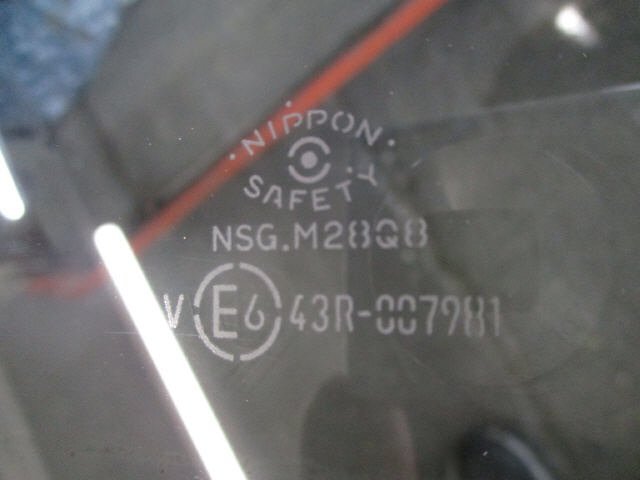 ·NIPPON·
SAFETY
NSG.M28Q8
V E6 43R-007981